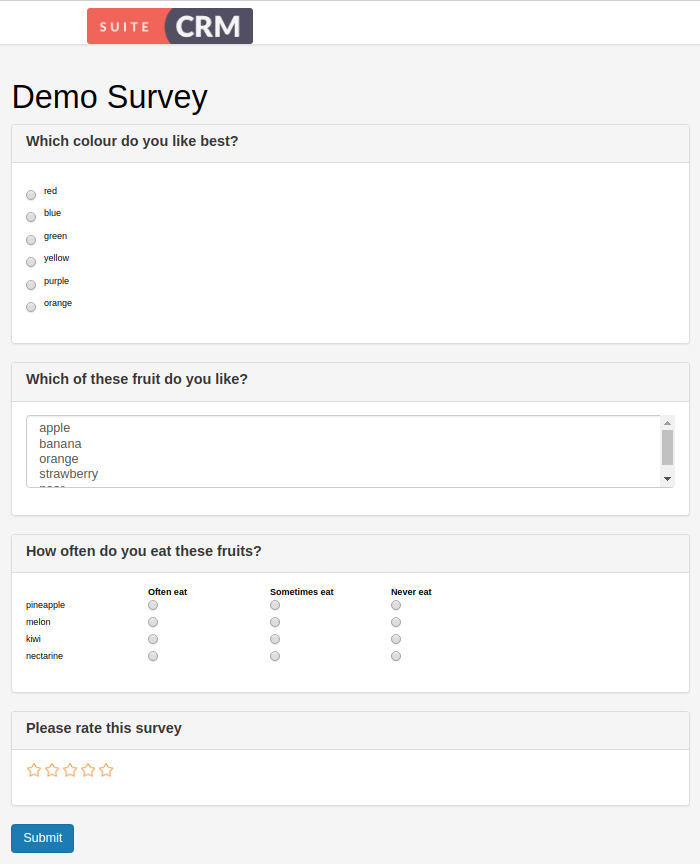 SUITE CRM
Demo Survey
Which colour do you like best?
red
blue
green
yellow
purple
orange
Which of these fruit do you like?
apple
banana
orange
strawberry
How often do you eat these fruits?
Often eat Sometimes eat Never eat
pineapple
melon
kiwi
nectarine
Please rate this survey
Submit